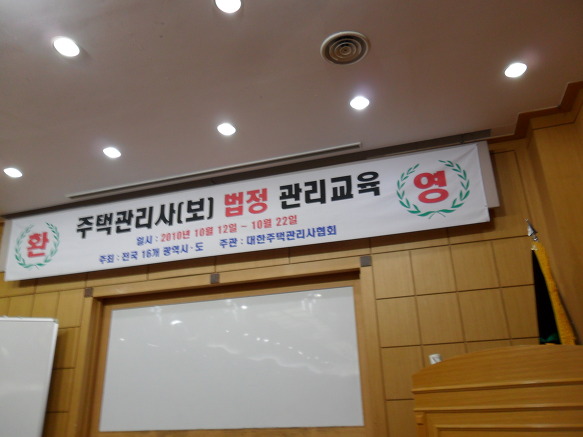 환 주택관리사(보) 법정 관리교육 영
일시 : 2010년 10월 12일 ~ 10월 22일
주최 : 전국 16개 광역시·도 주관 : 대한주택관리사협회